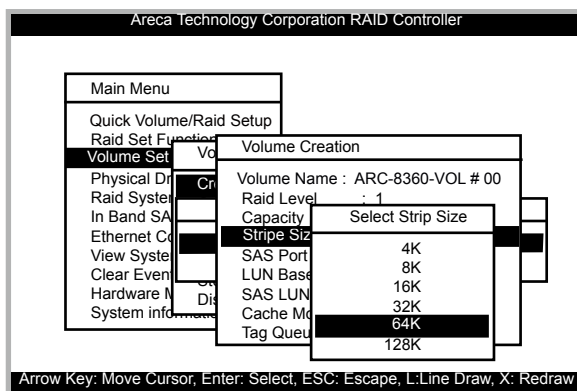 Areca Technology Corporation RAID Controller
Main Menu
Quick Volume/Raid Setup
Raid Set Function
Volume Set
Physical Dr
Raid System
In Band SA
Ethernet Co
View Syste
Clear Even
Hardware M
System informatic
Vo
Cr
Di
Volume Creation
Volume Name : ARC-8360-VOL # 00
Raid Level : 1
Capacity
Stripe Siz
SAS Port
LUN Base
SAS LUN
Cache Mo
Tag Queu
Select Strip Size
4K
8K
16K
32K
64K
128K
Arrow Key: Move Cursor, Enter: Select, ESC: Escape, L:Line Draw, X: Redraw